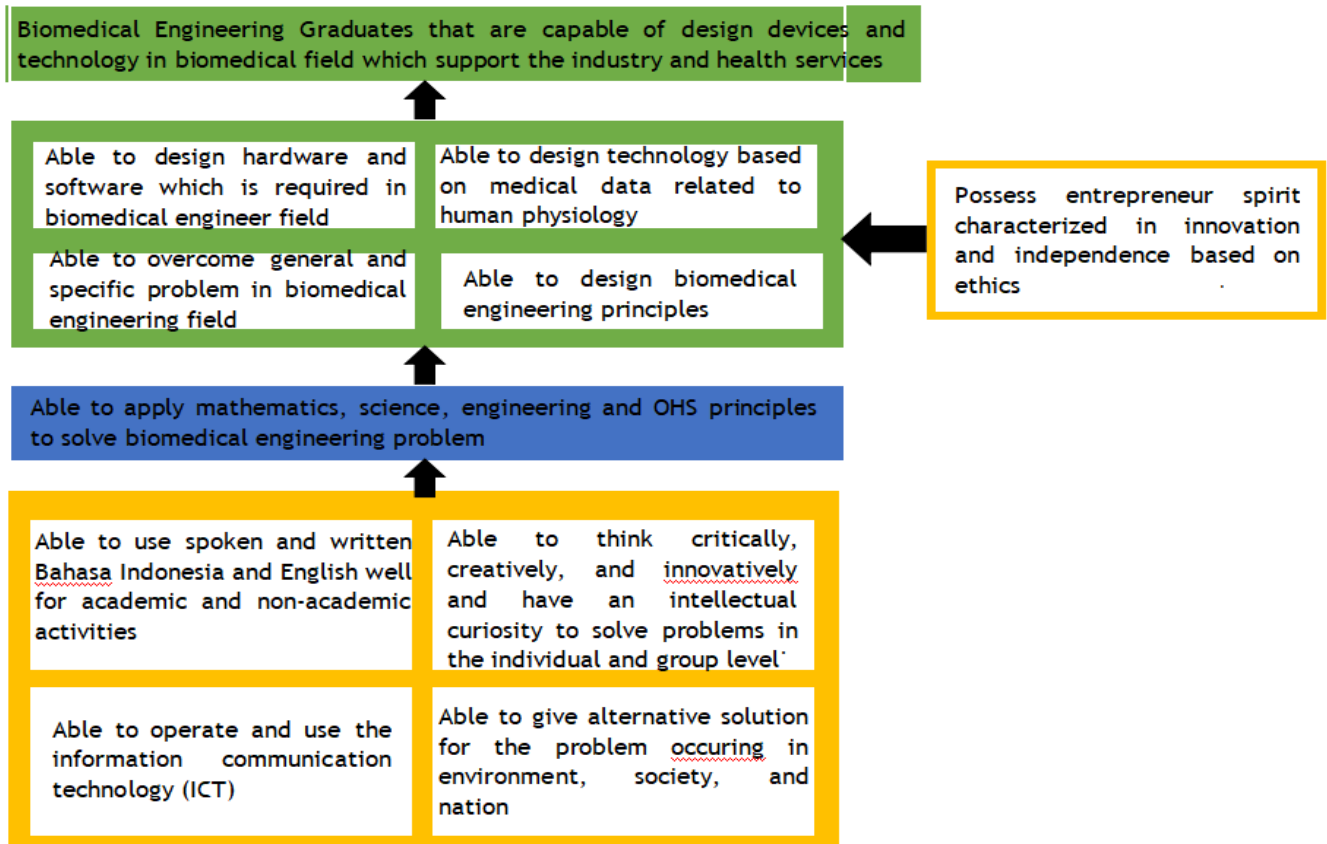 Biomedical Engineering Graduates that are capable of design devices and
technology in biomedical field which support the industry and health services
Able to design hardware and
software which is required in
biomedical engineer field
Able to design technology based
on medical data related to
human physiology
Able to overcome general and
specific problem in biomedical
engineering field
Able to design biomedical
engineering principles
Possess entrepreneur spirit
characterized in innovation
and independence based on
ethics
Able to apply mathematics, science, engineering and OHS principles
to solve biomedical engineering problem
Able to use spoken and written
Bahasa Indonesia and English well
for academic and non-academic
activities
Able to think critically,
creatively, and innovatively
and have an intellectual
curiosity to solve problems in
the individual and group level
Able to operate and use the
information communication
technology (ICT)
Able to give alternative solution
for the problem occuring in
environment, society, and
nation